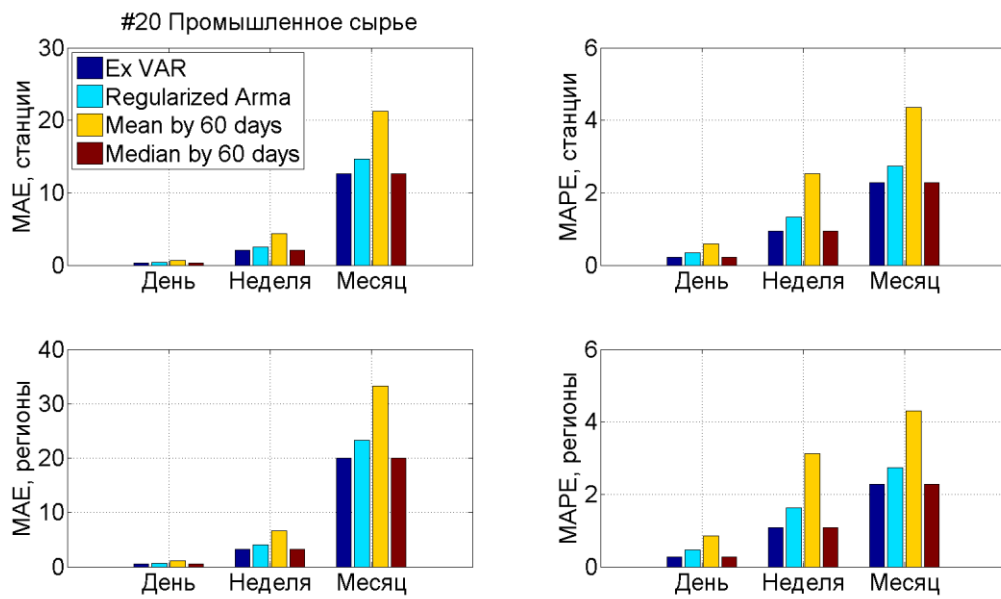 #20 Промышленное сырье
MAE, станции
30
20
10
0
Ex VAR
Regularized Arma
Mean by 60 days
Median by 60 days
День Неделя Месяц
MAPE, станции
6
4
2
0
День Неделя Месяц
MAE, регионы
40
30
20
10
0
День Неделя Месяц
MAPE, регионы
6
4
2
0
День Неделя Месяц